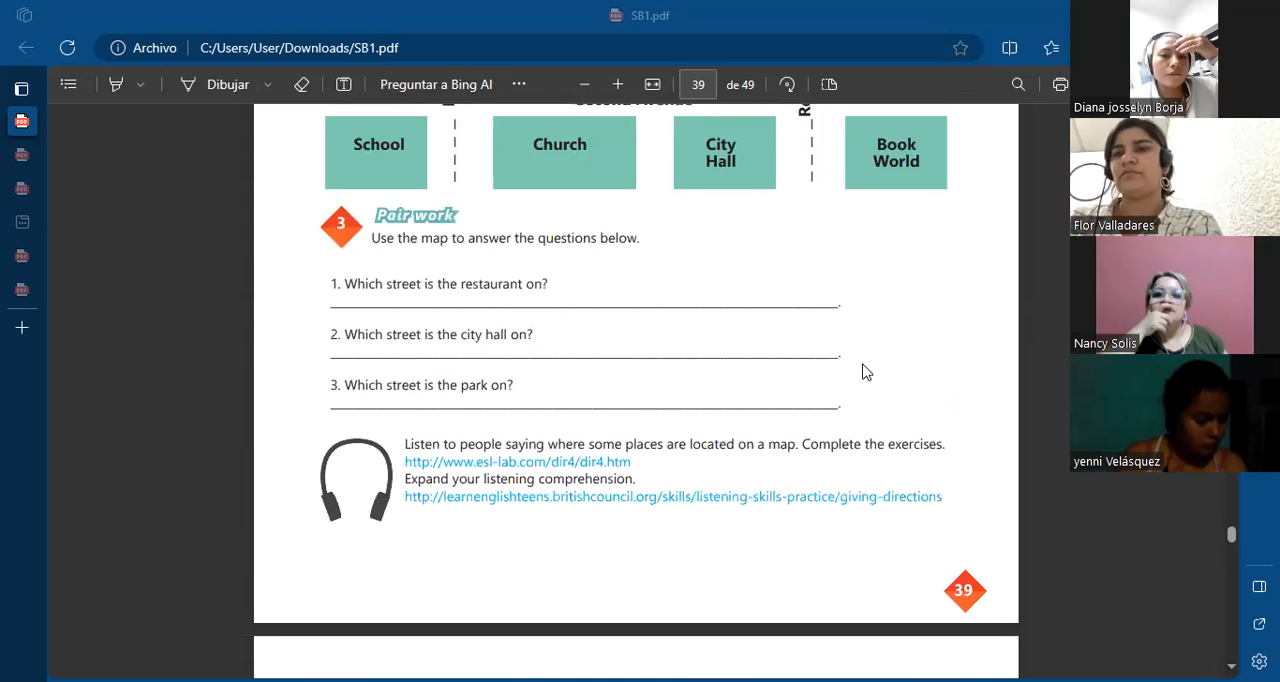 SB1.pdf
Archivo
C:/Users/User/Downloads/SB1.pdf
Dibujar
Preguntar a Bing AI
39
de 49
School
Church
City
Hall
Book
World
3
Pair work
Use the map to answer the questions below.
1. Which street is the restaurant on?
2. Which street is the city hall on?
3. Which street is the park on?
Listen to people saying where some places are located on a map. Complete the exercises.
http://www.esl-lab.com/dir4/dir4.htm
Expand your listening comprehension.
http://learnenglishteens.britishcouncil.org/skills/listening-skills-practice/giving-directions
39
Diana josselyn Borja
Flor Valladares
Nancy Solis
yenni Velásquez